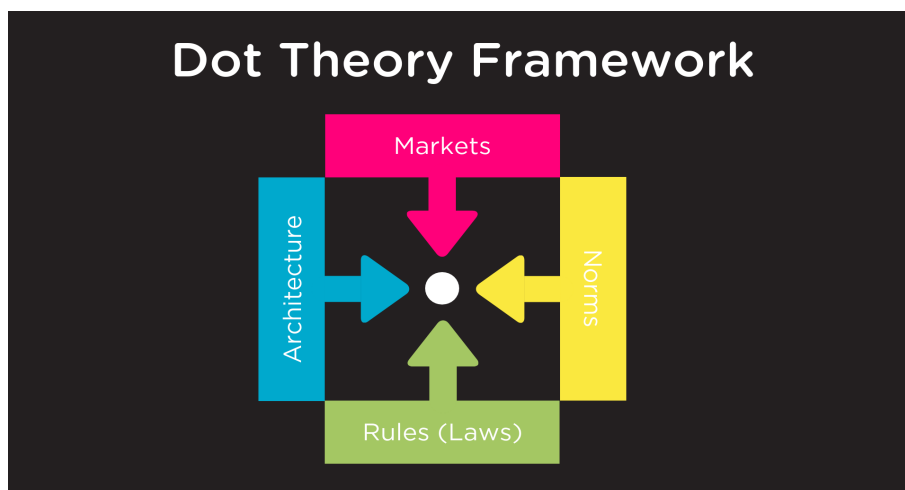 Dot Theory Framework
Markets
Architecture
Norms
Rules (Laws)